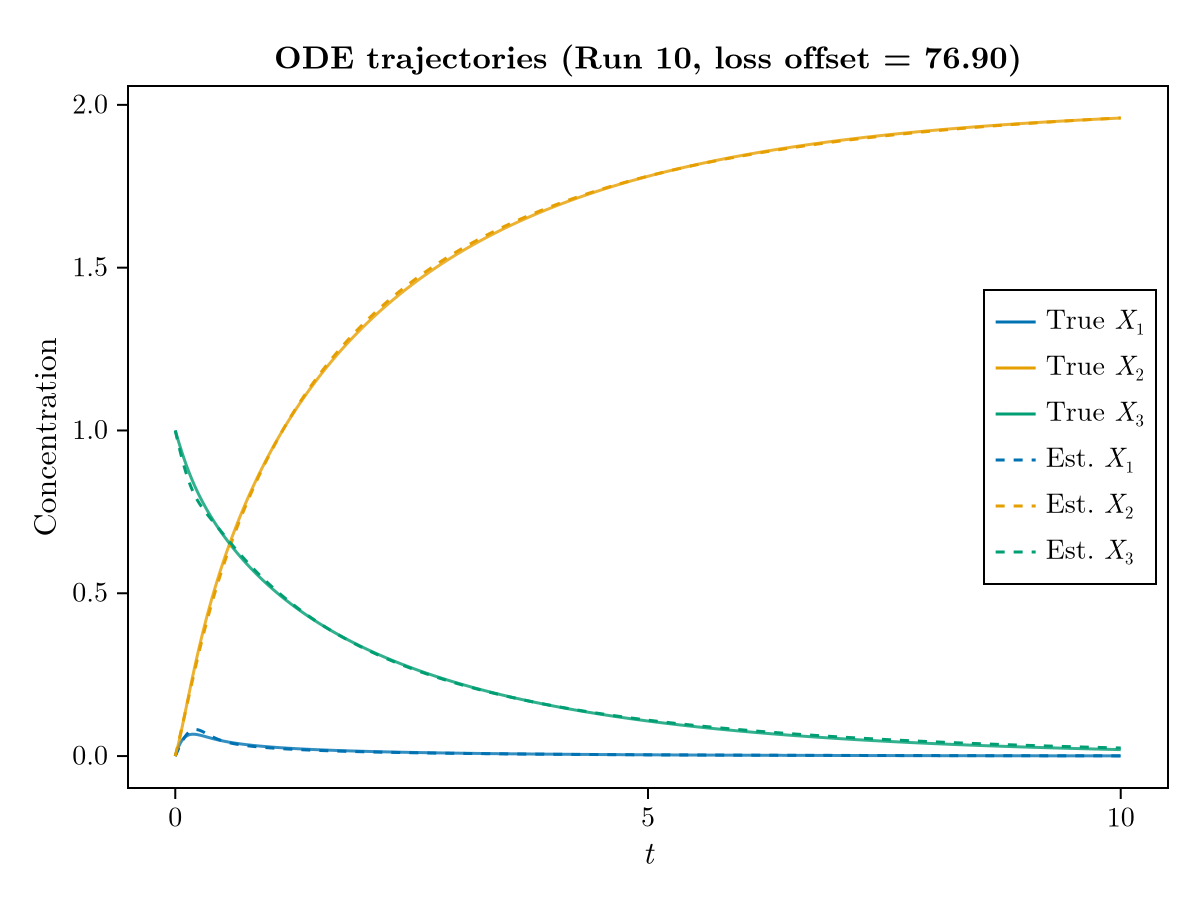 ODE trajectories (Run 10, loss offset = 76.90)
2.0
1.5
1.0
0.5
0.0
Concentration
True X₁
True X₂
True X₃
Est. X₁
Est. X₂
Est. X₃
0 5 10
t